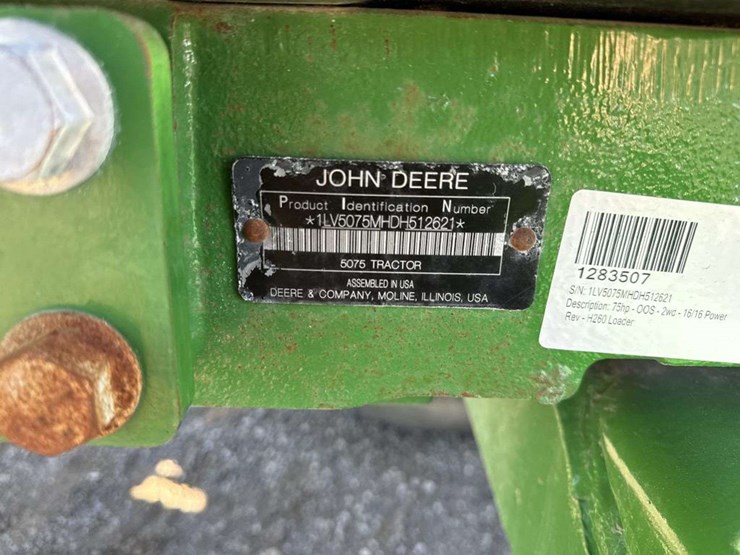 JOHN DEERE
Product Identification Number
*1LV5075MHDH512621*
5075 TRACTOR
ASSEMBLED IN USA
DEERE & COMPANY, MOLINE, ILLINOIS, USA
1283507
S/N: 1LV5075MHDH512621
Description: 75hp - OOS - 2wd - 16/16 Power
Rev - H260 Loader